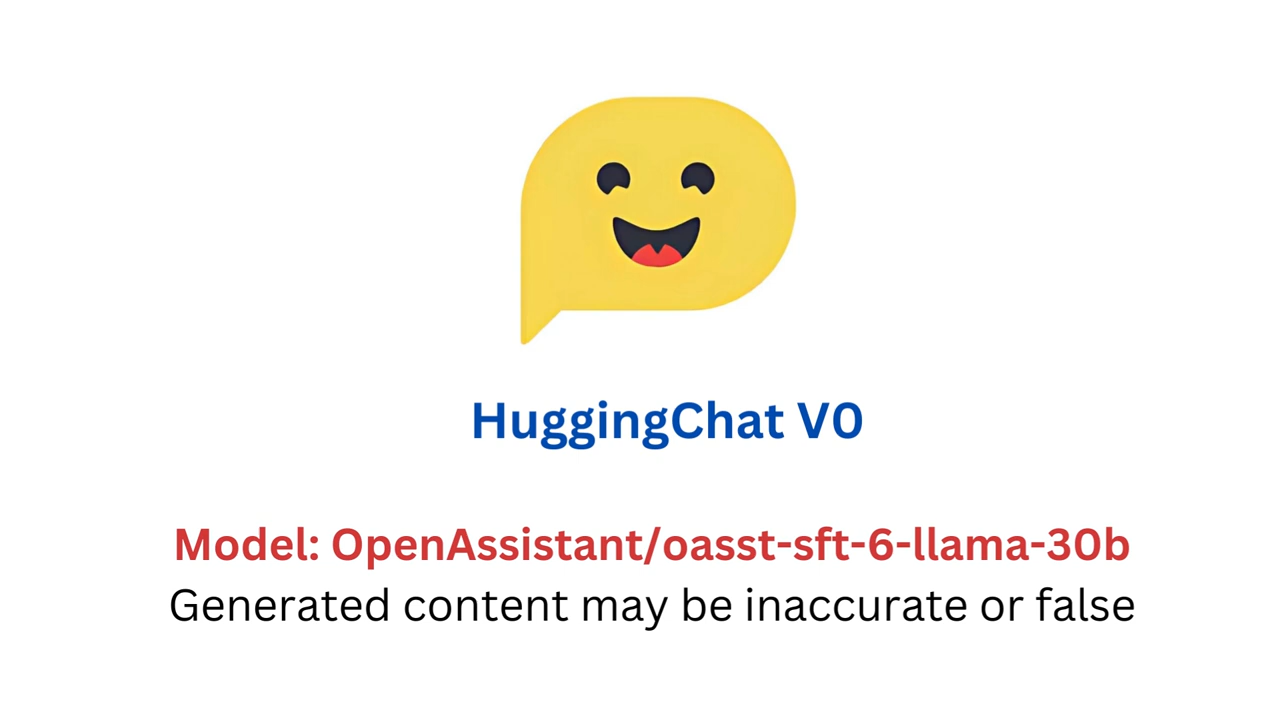 HuggingChat V0
Model: OpenAssistant/oasst-sft-6-llama-30b
Generated content may be inaccurate or false